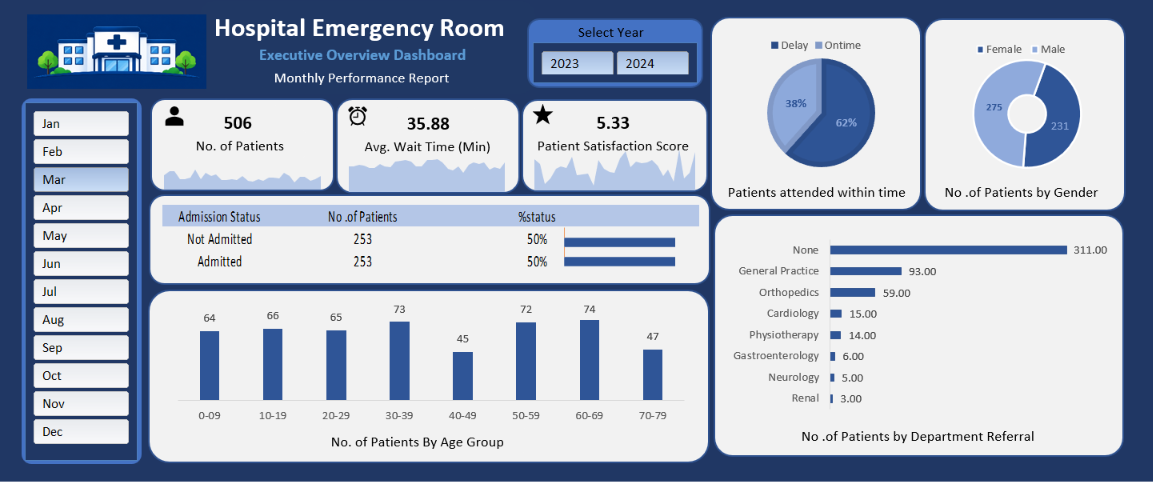 Hospital Emergency Room
Executive Overview Dashboard
Monthly Performance Report
Select Year
2023 2024
Jan
Feb
Mar
Apr
May
Jun
Jul
Aug
Sep
Oct
Nov
Dec
506
No. of Patients
35.88
Avg. Wait Time (Min)
5.33
Patient Satisfaction Score
Admission Status No .of Patients %status
Not Admitted 253 50%
Admitted 253 50%
64 66 65 73 45 72 74 47
0-09 10-19 20-29 30-39 40-49 50-59 60-69 70-79
No. of Patients By Age Group
Delay Ontime
38%
62%
Patients attended within time
Female Male
275
231
No .of Patients by Gender
None 311.00
General Practice 93.00
Orthopedics 59.00
Cardiology 15.00
Physiotherapy 14.00
Gastroenterology 6.00
Neurology 5.00
Renal 3.00
No .of Patients by Department Referral